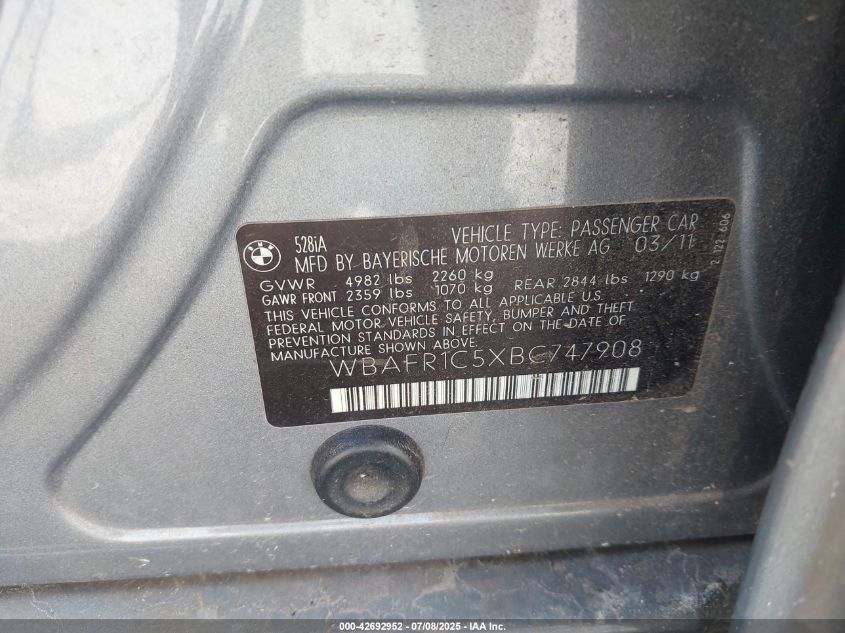 BMW
528iA
VEHICLE TYPE: PASSENGER CAR
MFD BY BAYERISCHE MOTOREN WERKE AG 03/11
GVWR 4982 lbs 2260 kg
GAWR FRONT 2359 lbs 1070 kg REAR 2844 lbs 1290 kg
THIS VEHICLE CONFORMS TO ALL APPLICABLE U.S.
FEDERAL MOTOR VEHICLE SAFETY, BUMPER AND THEFT
PREVENTION STANDARDS IN EFFECT ON THE DATE OF
MANUFACTURE SHOWN ABOVE.
WBAFR1C5XBC747908
000-42692952 - 07/08/2025 - IAA Inc.